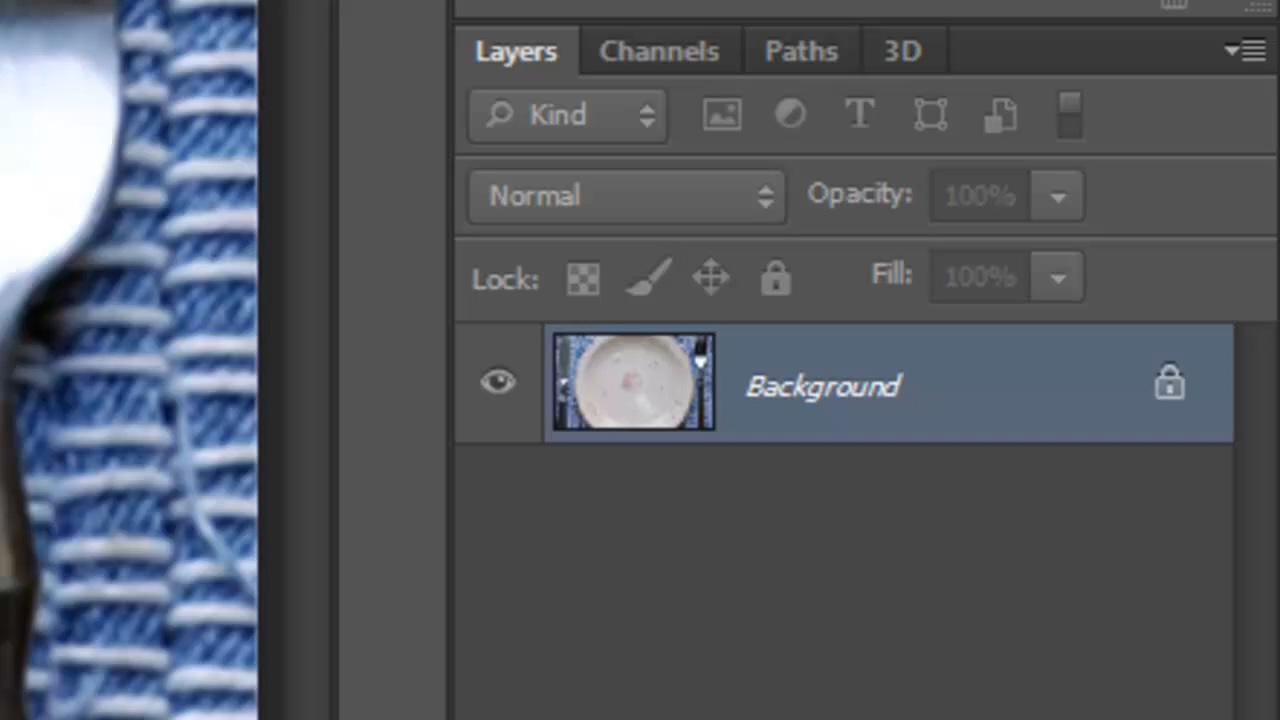 Layers Channels Paths 3D
Kind T
Normal Opacity: 100%
Lock: Fill: 100%
Background